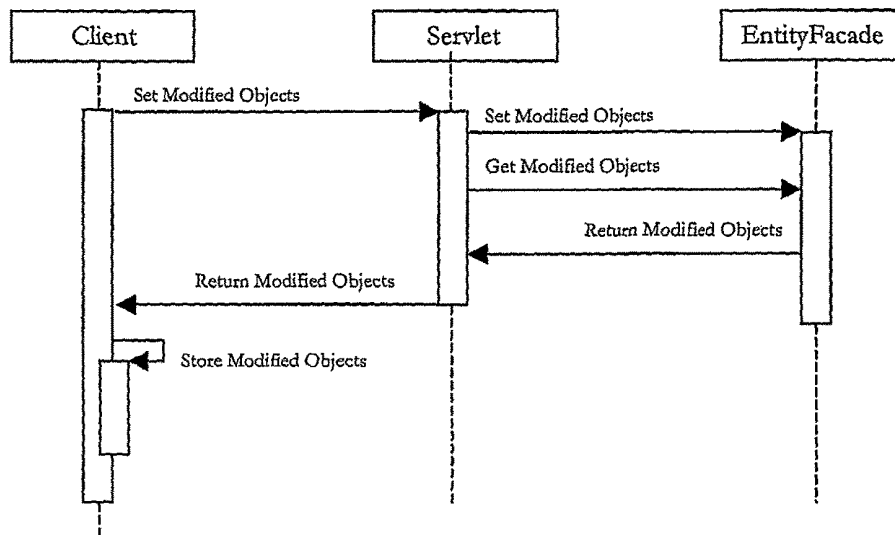 Client
Servlet
EntityFacade
Set Modified Objects
Set Modified Objects
Get Modified Objects
Return Modified Objects
Return Modified Objects
Store Modified Objects